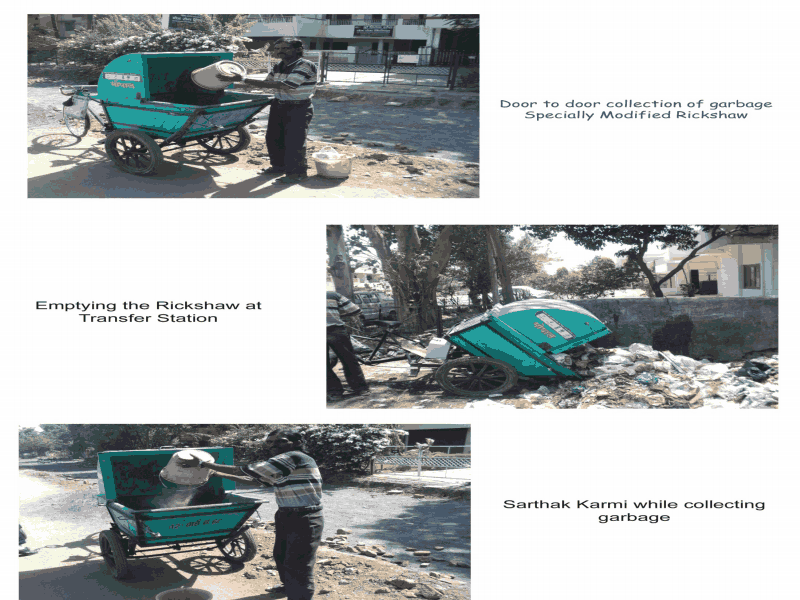 Door to door collection of garbage
Specially Modified Rickshaw
Emptying the Rickshaw at
Transfer Station
Sarthak Karmi while collecting
garbage